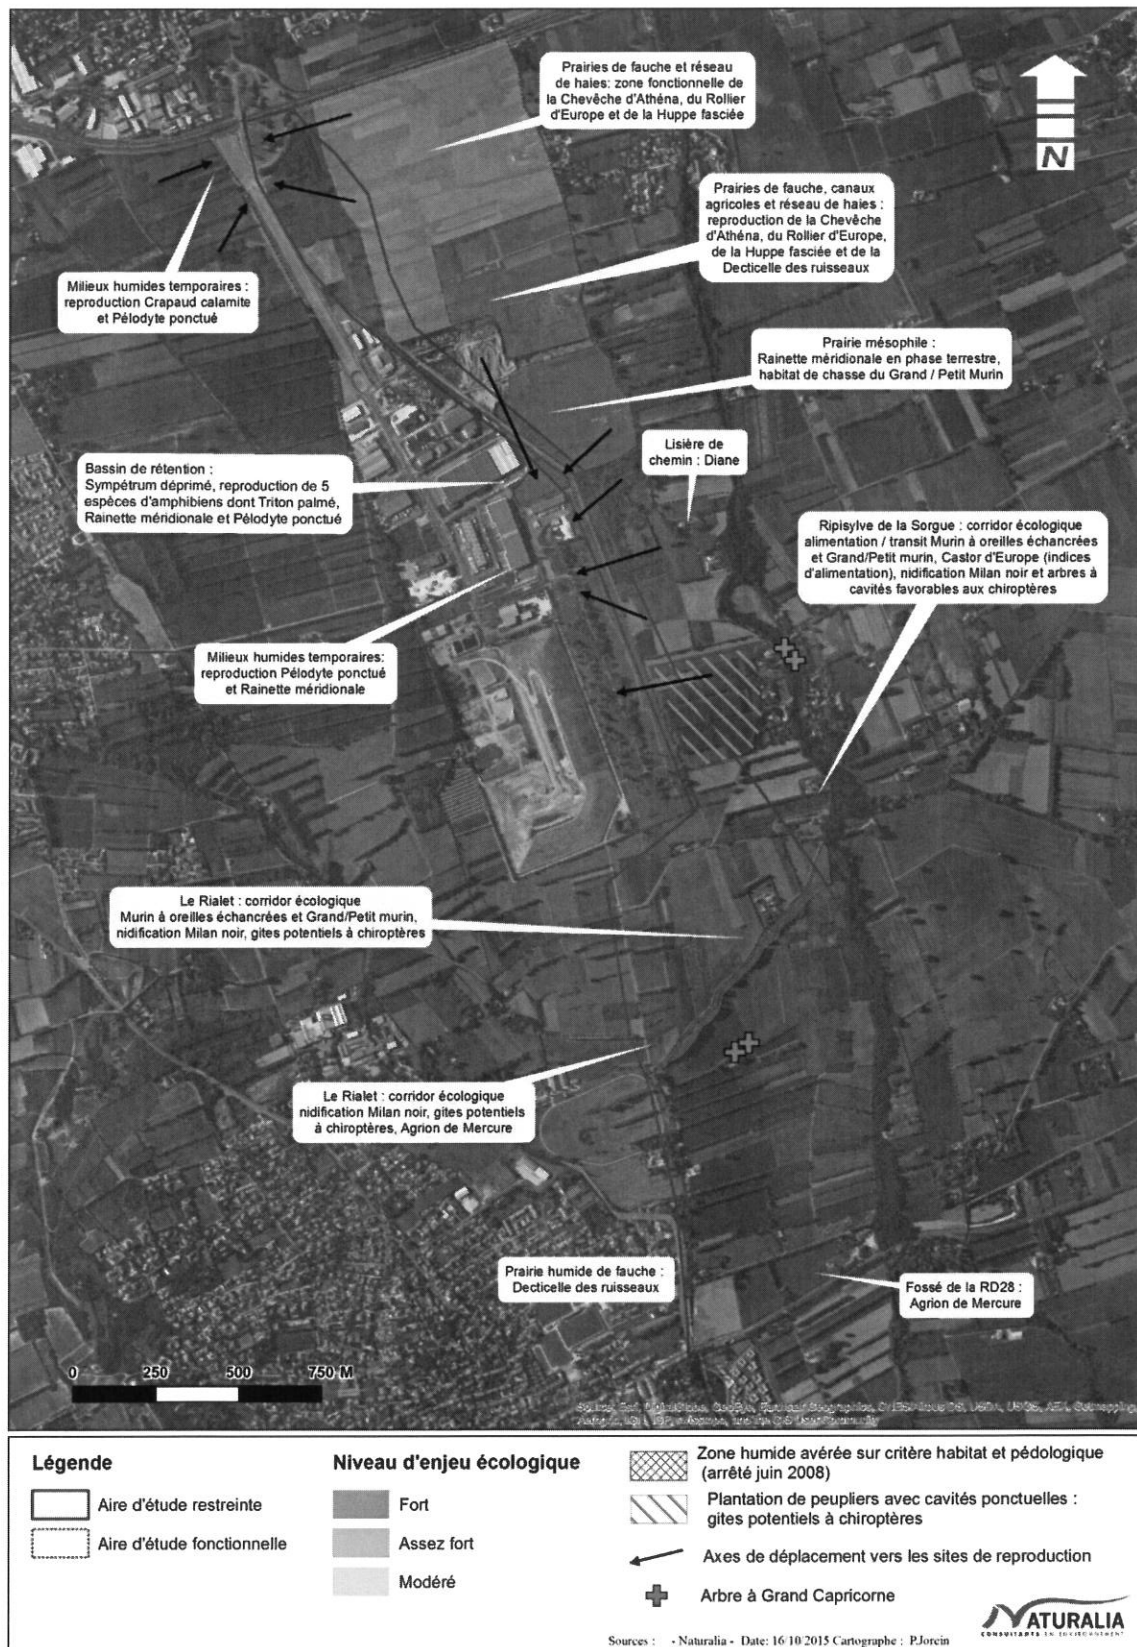 Prairies de fauche et réseau
de haies: zone fonctionnelle de
la Chevêche d'Athéna, du Rollier
d'Europe et de la Huppe fasciée
N
Prairies de fauche, canaux
agricoles et réseau de haies :
reproduction de la Chevêche
d'Athéna, du Rollier d'Europe,
de la Huppe fasciée et de la
Decticelle des ruisseaux
Milieux humides temporaires :
reproduction Crapaud calamite
et Pélodyte ponctué
Prairie mésophile :
Rainette méridionale en phase terrestre,
habitat de chasse du Grand / Petit Murin
Lisière de
chemin : Diane
Bassin de rétention :
Sympétrum déprimé, reproduction de 5
espèces d'amphibiens dont Triton palmé,
Rainette méridionale et Pélodyte ponctué
Ripisylve de la Sorgue : corridor écologique
alimentation / transit Murin à oreilles échancrées
et Grand/Petit murin, Castor d'Europe (indices
d'alimentation), nidification Milan noir et arbres à
cavités favorables aux chiroptères
Milieux humides temporaires:
reproduction Pélodyte ponctué
et Rainette méridionale
Le Rialet : corridor écologique
Murin à oreilles échancrées et Grand/Petit murin,
nidification Milan noir, gites potentiels à chiroptères
Le Rialet : corridor écologique
nidification Milan noir, gites potentiels
à chiroptères, Agrion de Mercure
Prairie humide de fauche :
Decticelle des ruisseaux
Fossé de la RD28 :
Agrion de Mercure
0 250 500 750 M
Légende
Aire d'étude restreinte
Aire d'étude fonctionnelle
Niveau d'enjeu écologique
Fort
Assez fort
Modéré
Zone humide avérée sur critère habitat et pédologique
(arrêté juin 2008)
Plantation de peupliers avec cavités ponctuelles :
gites potentiels à chiroptères
Axes de déplacement vers les sites de reproduction
Arbre à Grand Capricorne
NATURALIA
CONSULTANTS EN ENVIRONNEMENT
Sources : - Naturalia - Date: 16/10/2015 Cartographe : P.Jorcin